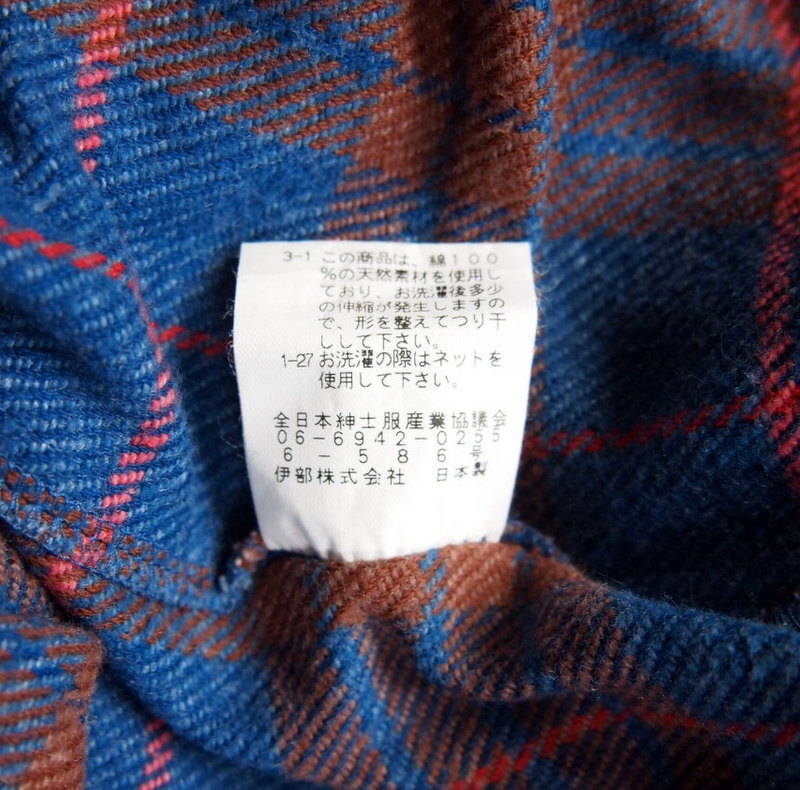 3-1 この商品は、綿100
%の天然素材を使用し
ており、お洗濯後多少
の伸縮が発生しますの
で、形を整えてつり干
ししして下さい。
1-27 お洗濯の際はネットを
使用して下さい。
全日本紳士服産業協議会
06-6942-0255
6-586号
伊部株式会社 日本製